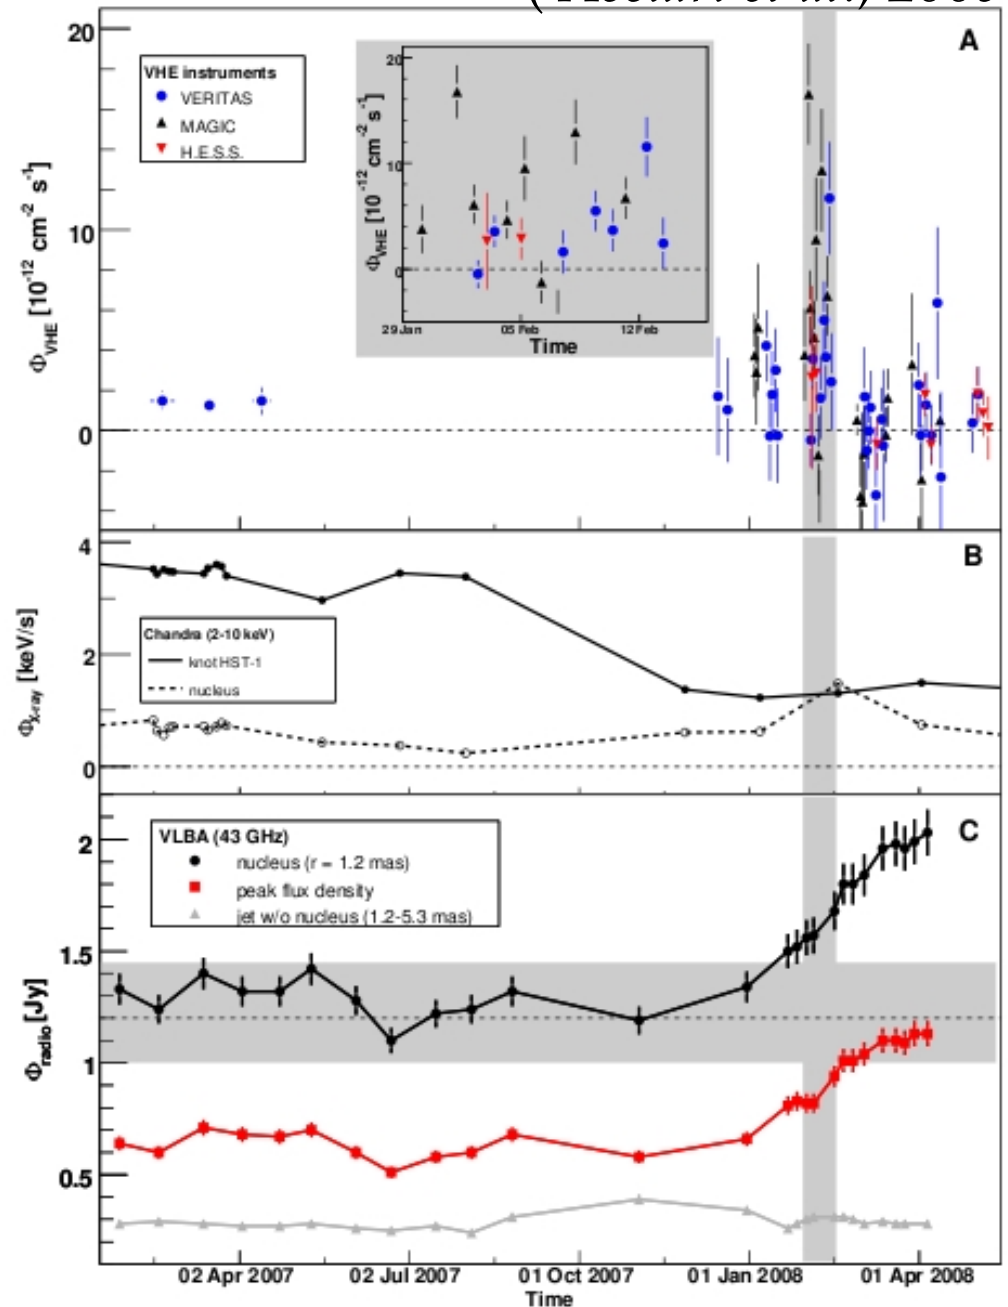 A
20
10
0
Φ_VHE [10^-12 cm^-2 s^-1]
VHE instruments
VERITAS
MAGIC
H.E.S.S.
20
10
0
Φ_VHE [10^-12 cm^-2 s^-1]
29 Jan 05 Feb 12 Feb
Time
B
4
2
0
Φ_X-ray [keV/s]
Chandra (2-10 keV)
knot HST-1
nucleus
C
2
1.5
1
0.5
Φ_radio [Jy]
VLBA (43 GHz)
nucleus (r = 1.2 mas)
peak flux density
jet w/o nucleus (1.2-5.3 mas)
02 Apr 2007 02 Jul 2007 01 Oct 2007 01 Jan 2008 01 Apr 2008
Time